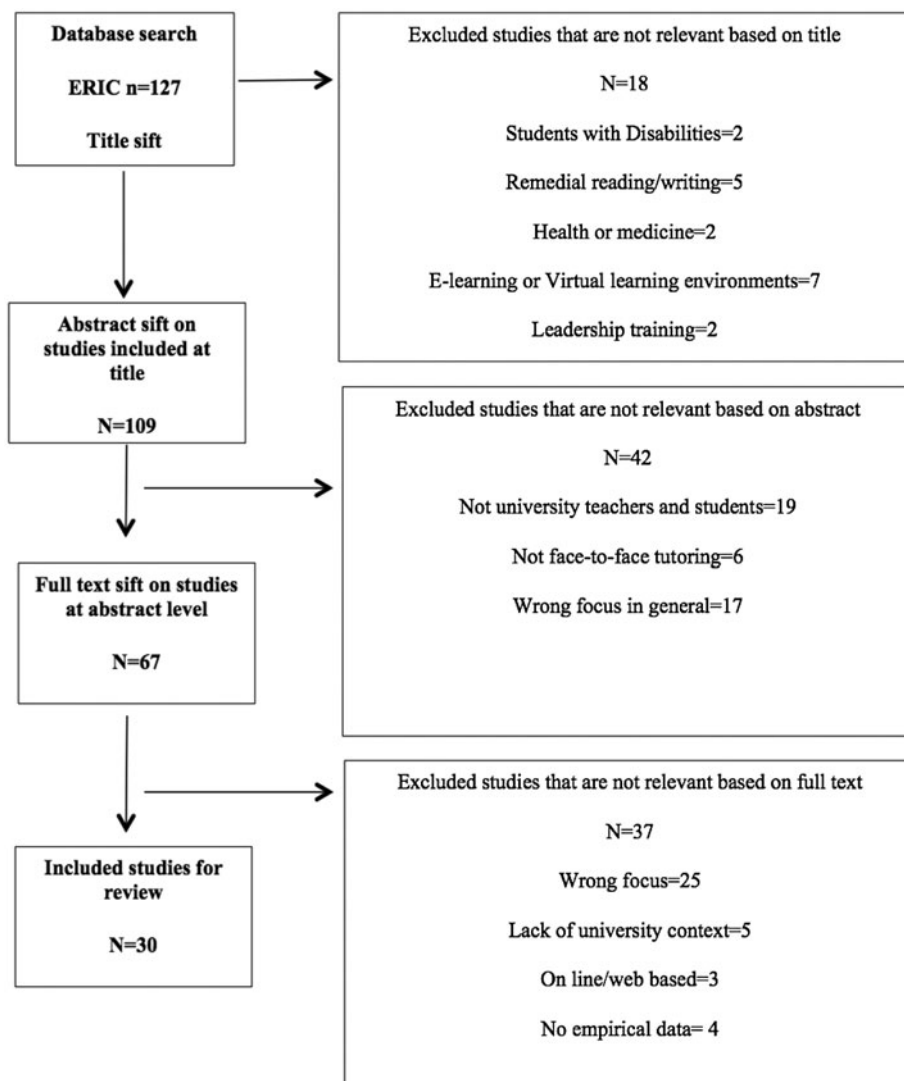 Database search
ERIC n=127
Title sift
Excluded studies that are not relevant based on title
N=18
Students with Disabilities=2
Remedial reading/writing=5
Health or medicine=2
E-learning or Virtual learning environments=7
Leadership training=2
Abstract sift on
studies included at
title
N=109
Excluded studies that are not relevant based on abstract
N=42
Not university teachers and students=19
Not face-to-face tutoring=6
Wrong focus in general=17
Full text sift on studies
at abstract level
N=67
Excluded studies that are not relevant based on full text
N=37
Wrong focus=25
Lack of university context=5
On line/web based=3
No empirical data= 4
Included studies for
review
N=30